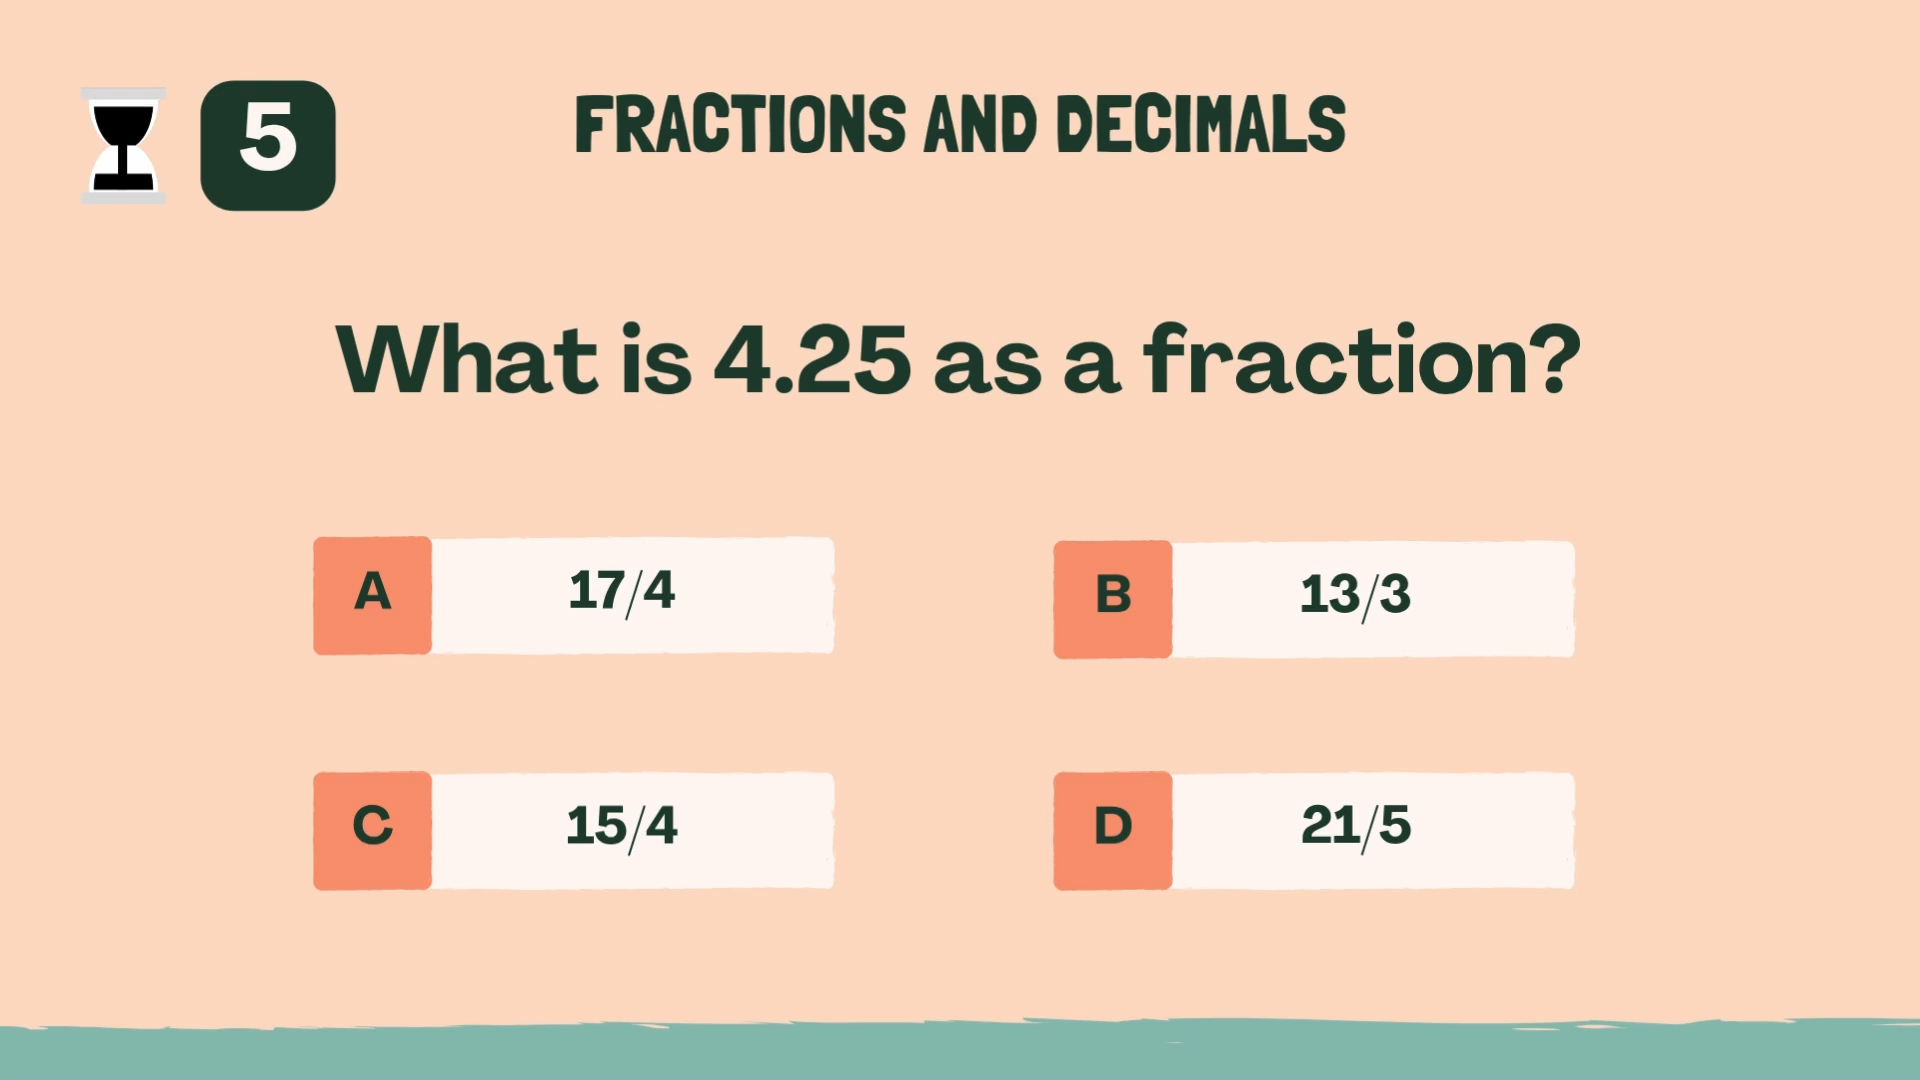 5
FRACTIONS AND DECIMALS
What is 4.25 as a fraction?
A 17/4
B 13/3
C 15/4
D 21/5